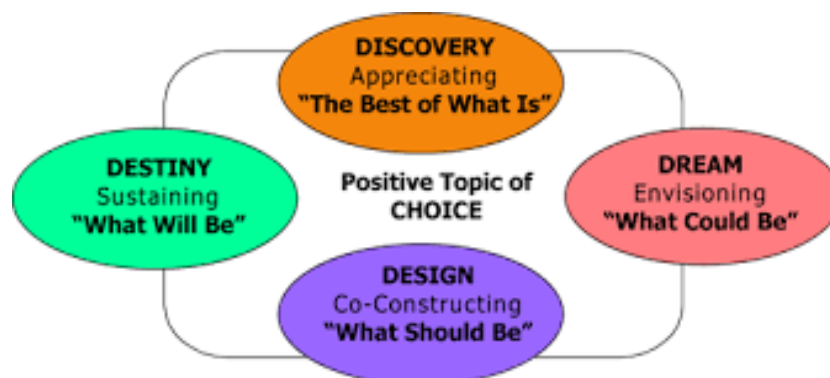 DISCOVERY
Appreciating
“The Best of What Is”
DESTINY
Sustaining
“What Will Be”
Positive Topic of
CHOICE
DREAM
Envisioning
“What Could Be”
DESIGN
Co-Constructing
“What Should Be”